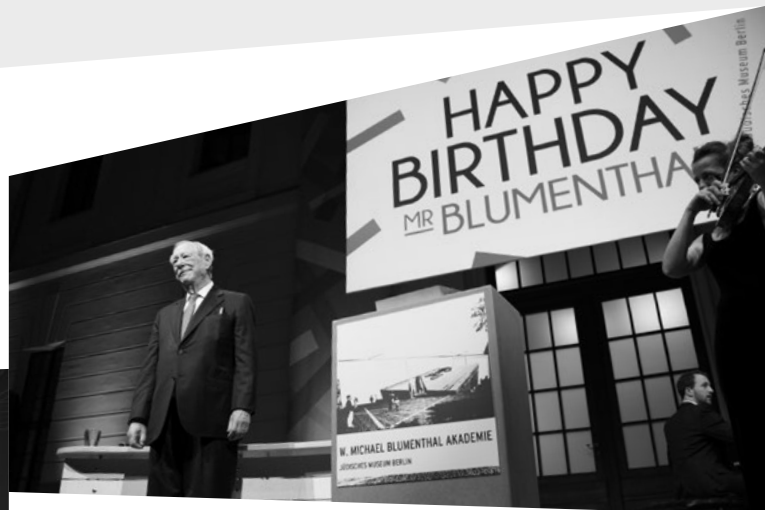 HAPPY
BIRTHDAY
MR BLUMENTHA
Jüdisches Museum Berlin
W. MICHAEL BLUMENTHAL AKADEMIE
JÜDISCHES MUSEUM BERLIN